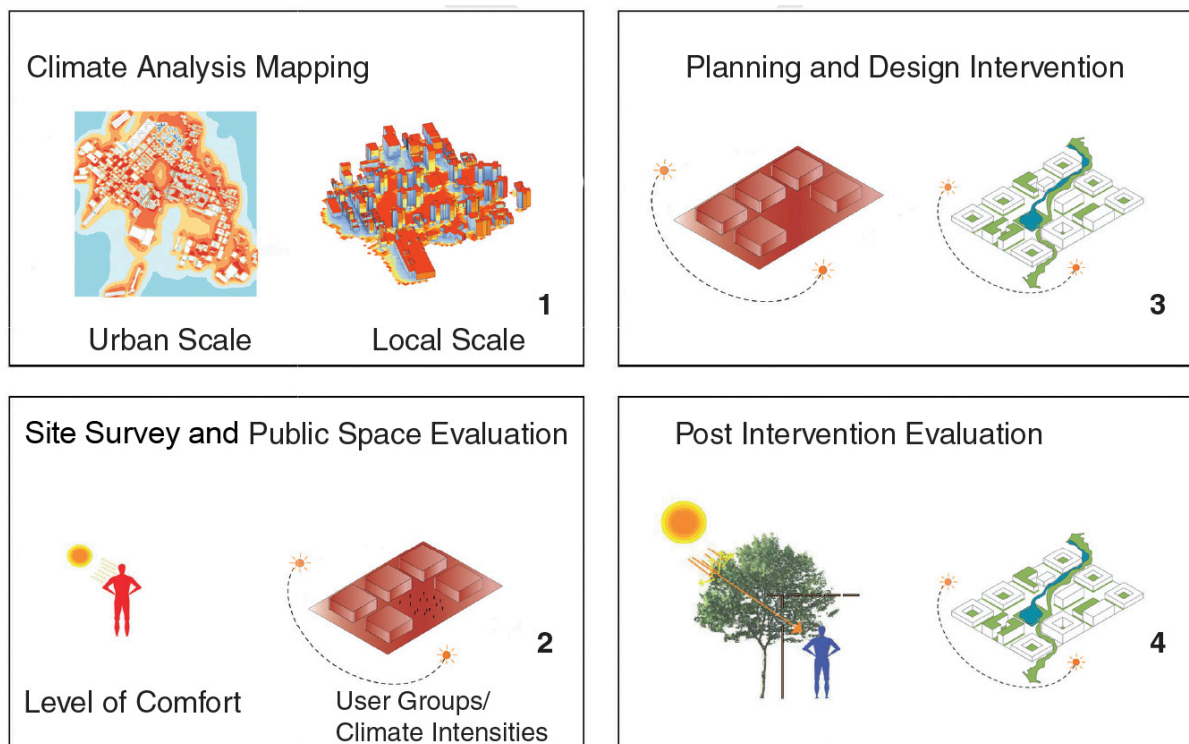 Climate Analysis Mapping
Urban Scale
Local Scale
1
Site Survey and Public Space Evaluation
Level of Comfort
User Groups/
Climate Intensities
2
Planning and Design Intervention
3
Post Intervention Evaluation
4